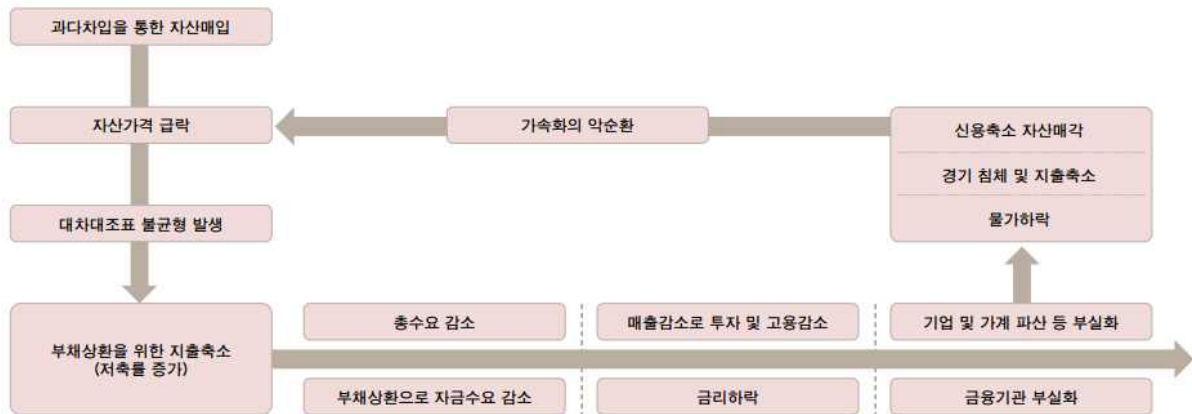 과다차입을 통한 자산매입
자산가격 급락
가속화의 악순환
신용축소 자산매각
경기 침체 및 지출축소
물가하락
대차대조표 불균형 발생
부채상환을 위한 지출축소
(저축률 증가)
총수요 감소
매출감소로 투자 및 고용감소
기업 및 가계 파산 등 부실화
부채상환으로 자금수요 감소
금리하락
금융기관 부실화